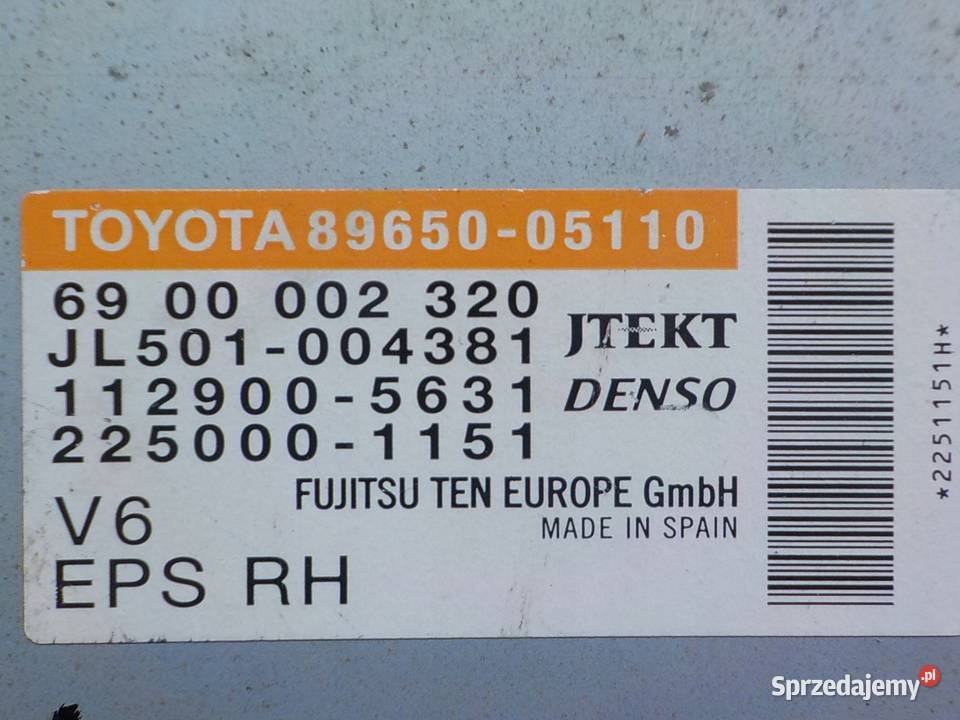 TOYOTA 89650-05110
69 00 002 320
JL501-004381
112900-5631
225000-1151
JTEKT
DENSO
FUJITSU TEN EUROPE GmbH
MADE IN SPAIN
V6
EPS RH
*22511151H*
Sprzedajemy.pl